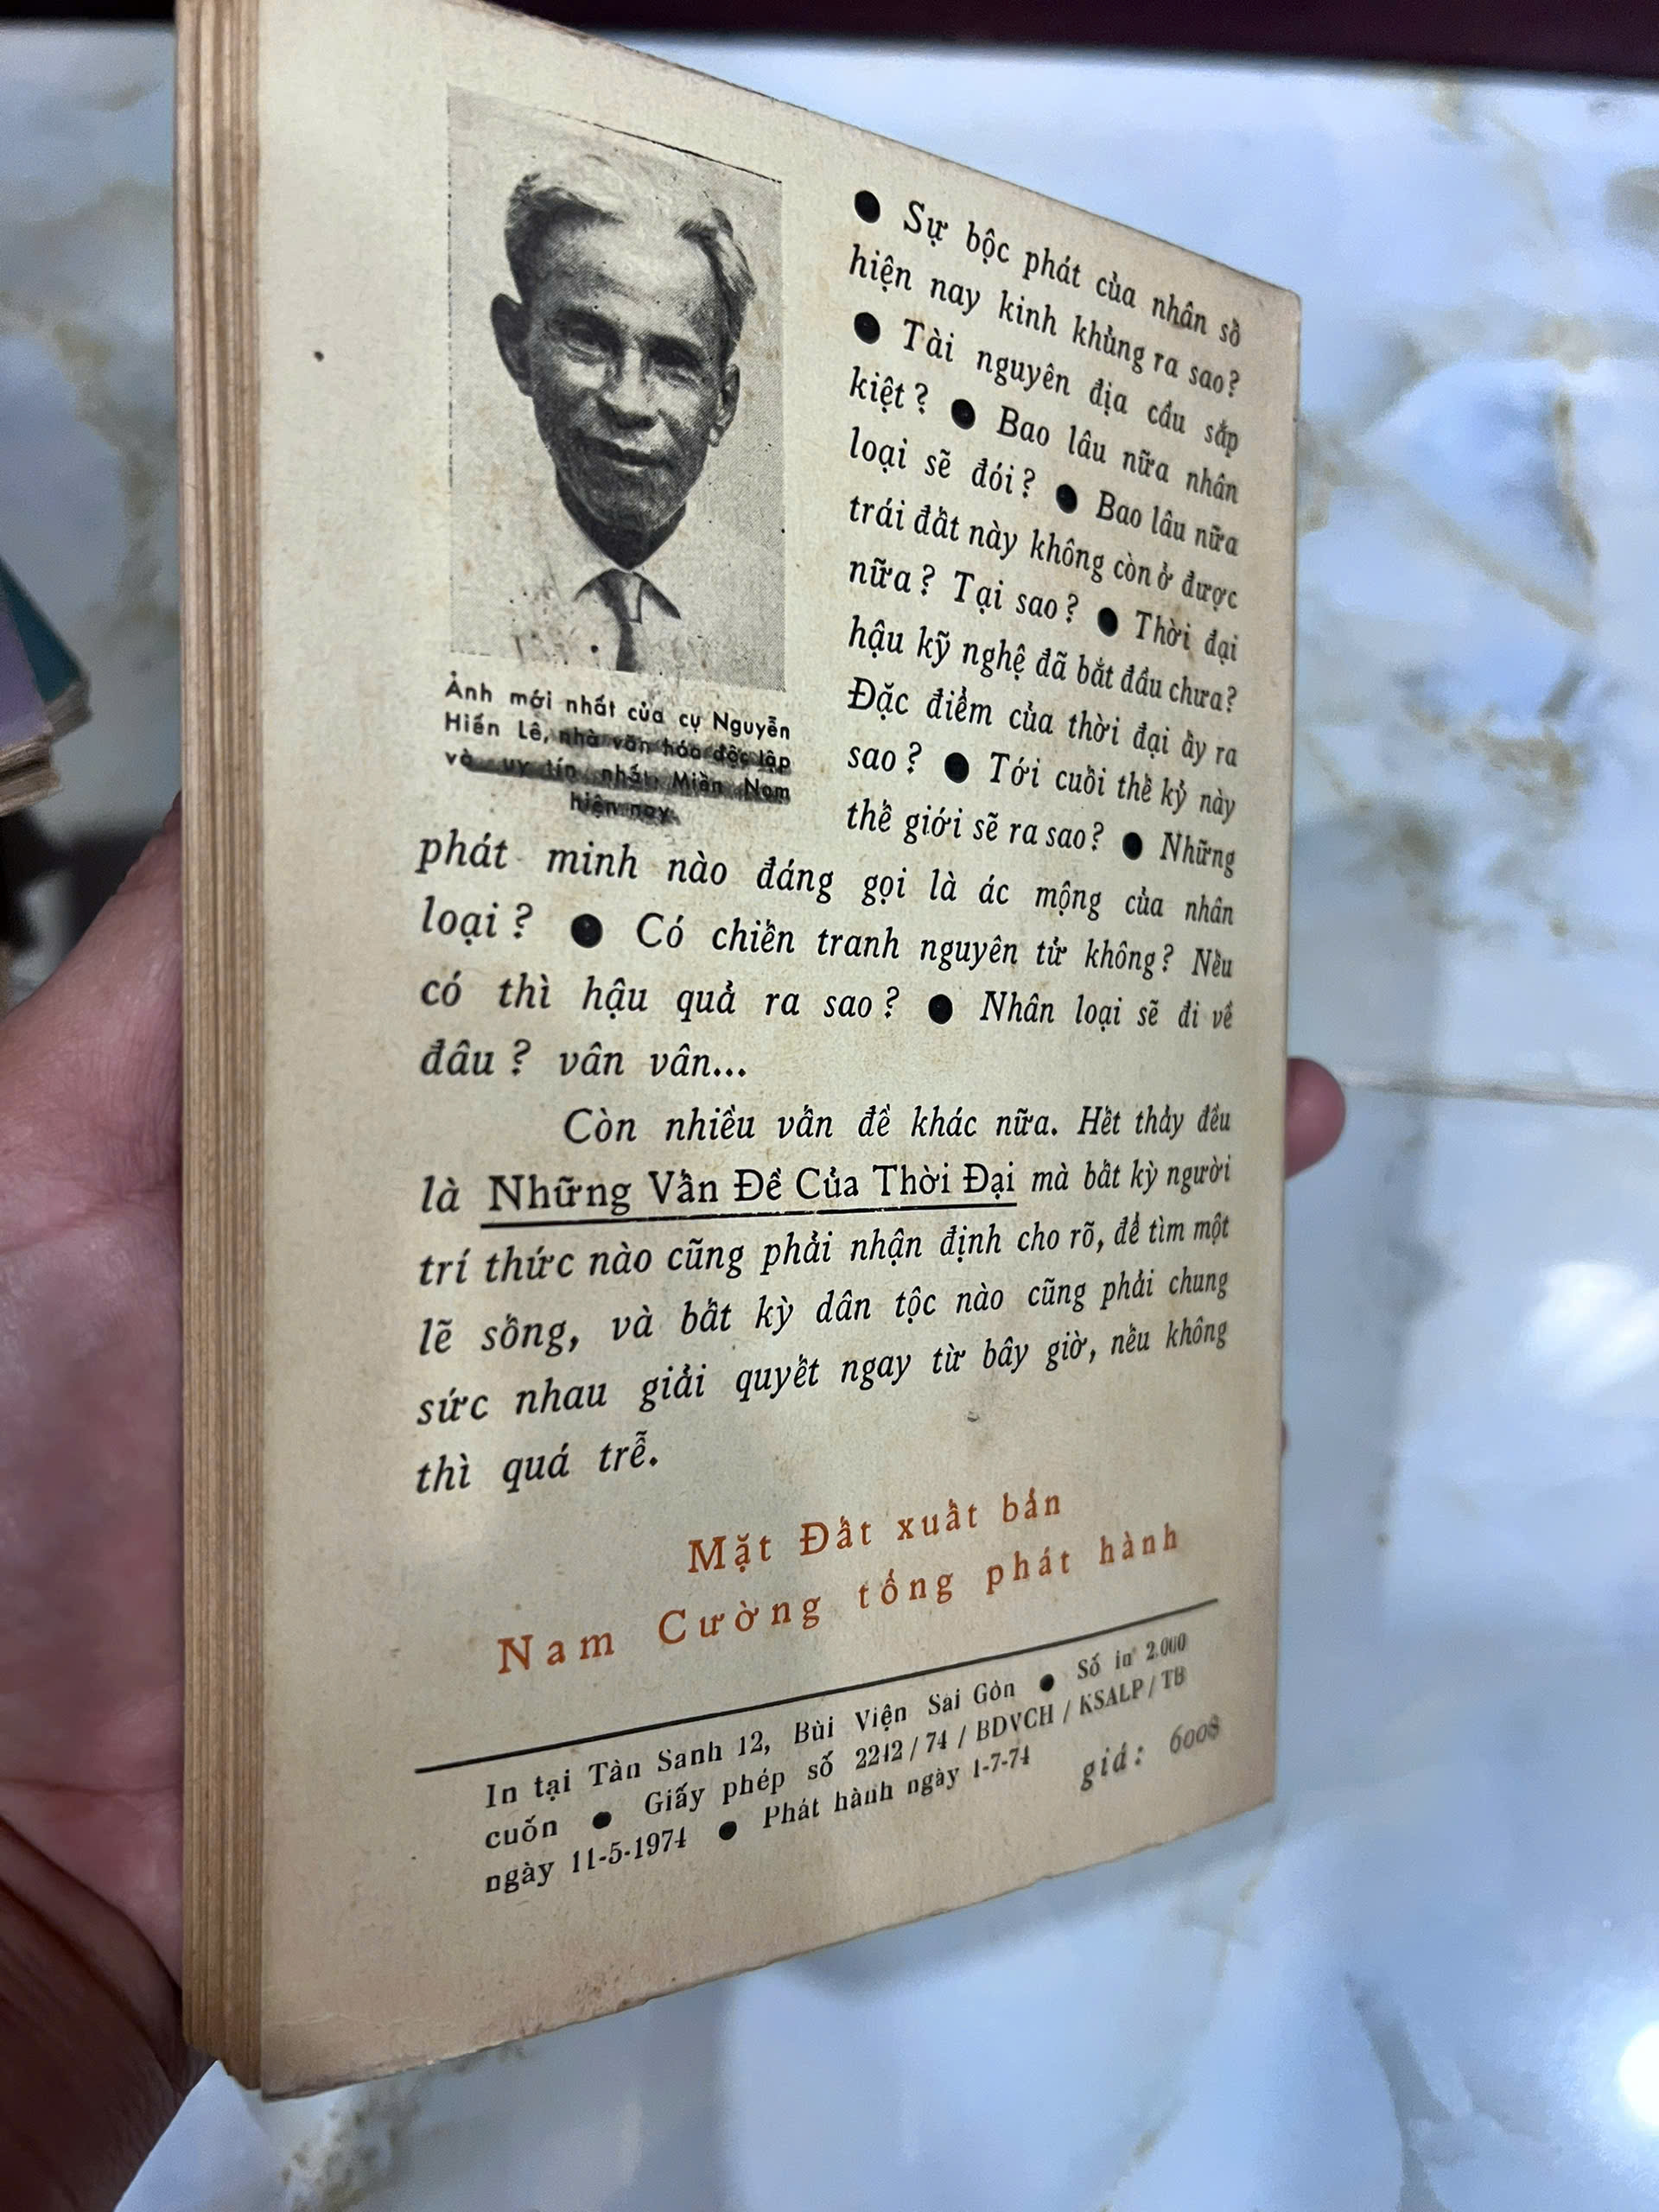 Ảnh mới nhất của cụ Nguyễn
Hiến Lê, nhà văn hóa độc lập
và uy tín nhất Miền Nam
hiện nay.
● Sự bộc phát của nhân số
hiện nay kinh khủng ra sao?
● Tài nguyên địa cầu sắp
kiệt? ● Bao lâu nữa nhân
loại sẽ đói? ● Bao lâu nữa
trái đất này không còn ở được
nữa? Tại sao? ● Thời đại
hậu kỹ nghệ đã bắt đầu chưa?
Đặc điểm của thời đại ấy ra
sao? ● Tới cuối thế kỷ này
thế giới sẽ ra sao? ● Những
phát minh nào đáng gọi là ác mộng của nhân
loại? ● Có chiến tranh nguyên tử không? Nếu
có thì hậu quả ra sao? ● Nhân loại sẽ đi về
đâu? vân vân...
Còn nhiều vấn đề khác nữa. Hết thảy đều
là Những Vấn Đề Của Thời Đại mà bất kỳ người
trí thức nào cũng phải nhận định cho rõ, để tìm một
lẽ sống, và bất kỳ dân tộc nào cũng phải chung
sức nhau giải quyết ngay từ bây giờ, nếu không
thì quá trễ.
Mặt Đất xuất bản
Nam Cường tổng phát hành
In tại Tân Sanh 12, Bùi Viện Sài Gòn ● Số in 2.000
cuốn ● Giấy phép số 2242/74/BDVCH/KSALP/TB
ngày 11-5-1974 ● Phát hành ngày 1-7-74 giá: 600đ